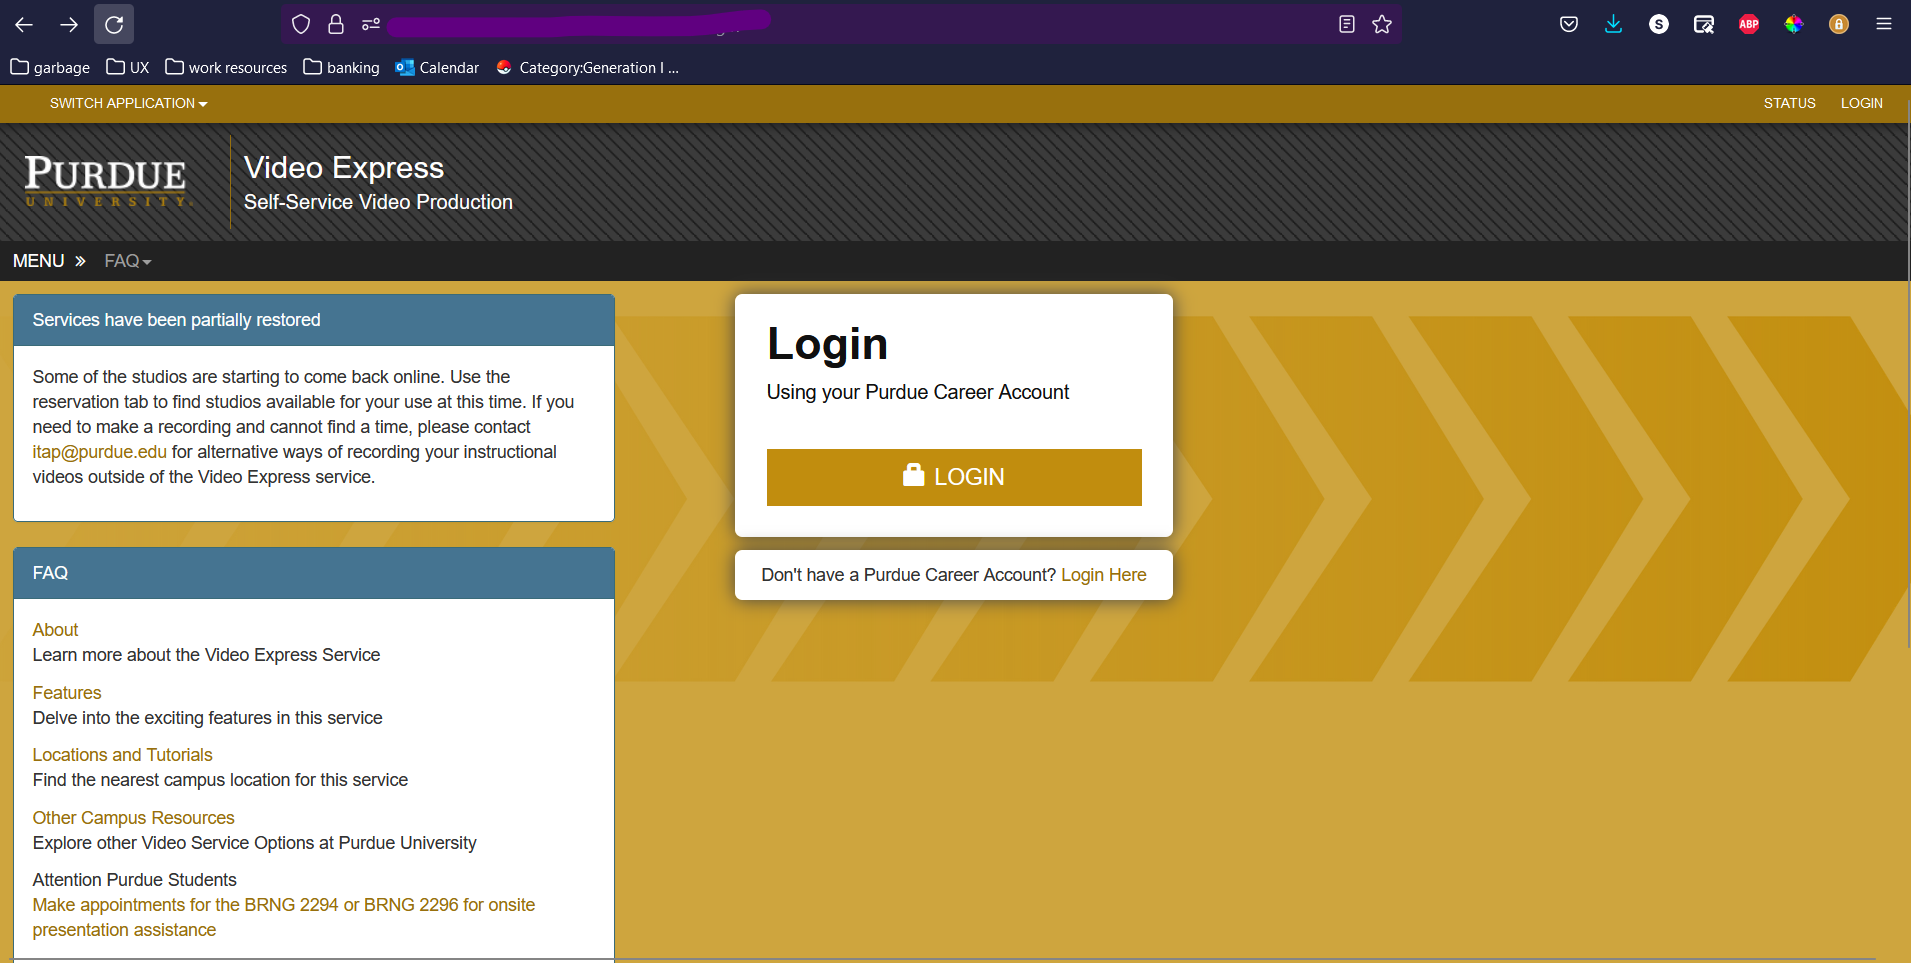 S
ABP
garbage
UX
work resources
banking
Calendar
Category:Generation I ...
SWITCH APPLICATION
STATUS
LOGIN
PURDUE
UNIVERSITY.
Video Express
Self-Service Video Production
MENU »
FAQ
Services have been partially restored
Some of the studios are starting to come back online. Use the
reservation tab to find studios available for your use at this time. If you
need to make a recording and cannot find a time, please contact
itap@purdue.edu for alternative ways of recording your instructional
videos outside of the Video Express service.
Login
Using your Purdue Career Account
LOGIN
Don't have a Purdue Career Account? Login Here
FAQ
About
Learn more about the Video Express Service
Features
Delve into the exciting features in this service
Locations and Tutorials
Find the nearest campus location for this service
Other Campus Resources
Explore other Video Service Options at Purdue University
Attention Purdue Students
Make appointments for the BRNG 2294 or BRNG 2296 for onsite
presentation assistance